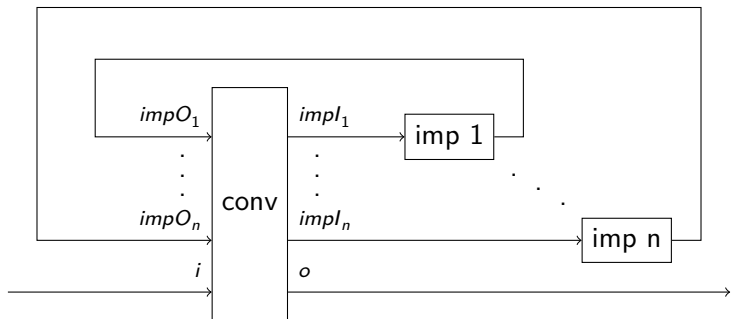 impO₁ impI₁ imp 1
conv
impOₙ impIₙ imp n
i o